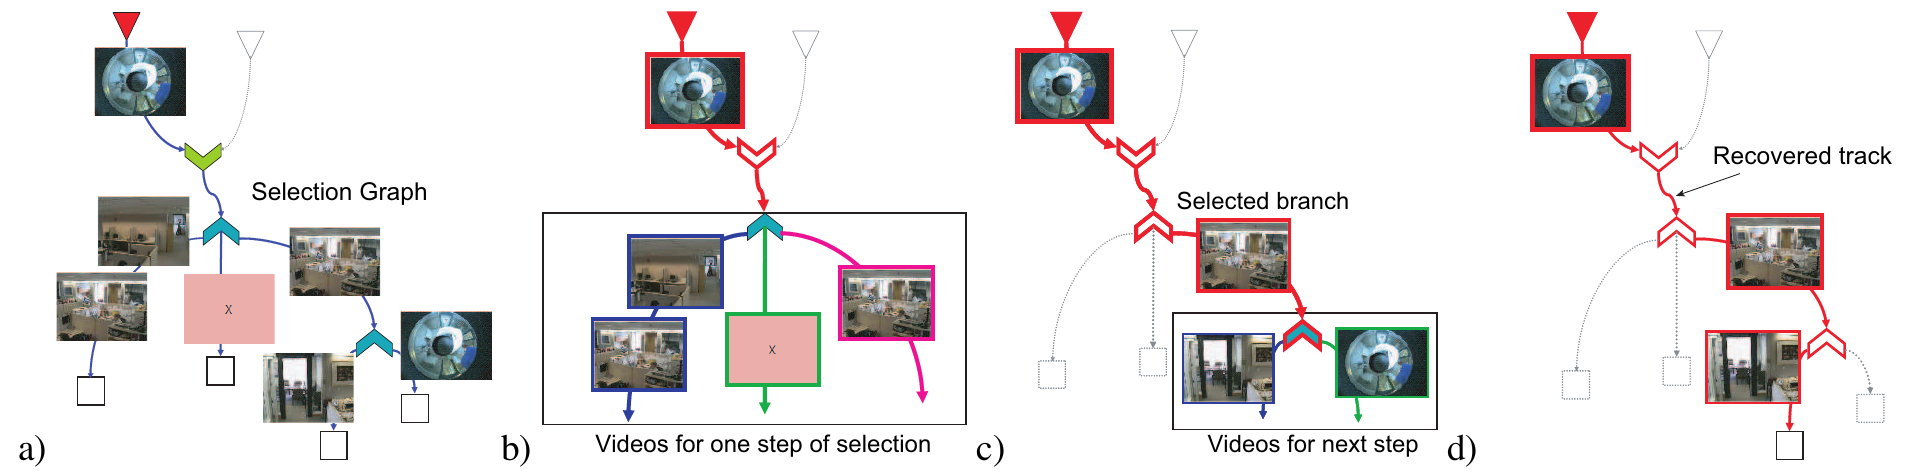 Selection Graph
X
a)
X
Videos for one step of selection
b)
Selected branch
Videos for next step
c)
Recovered track
d)